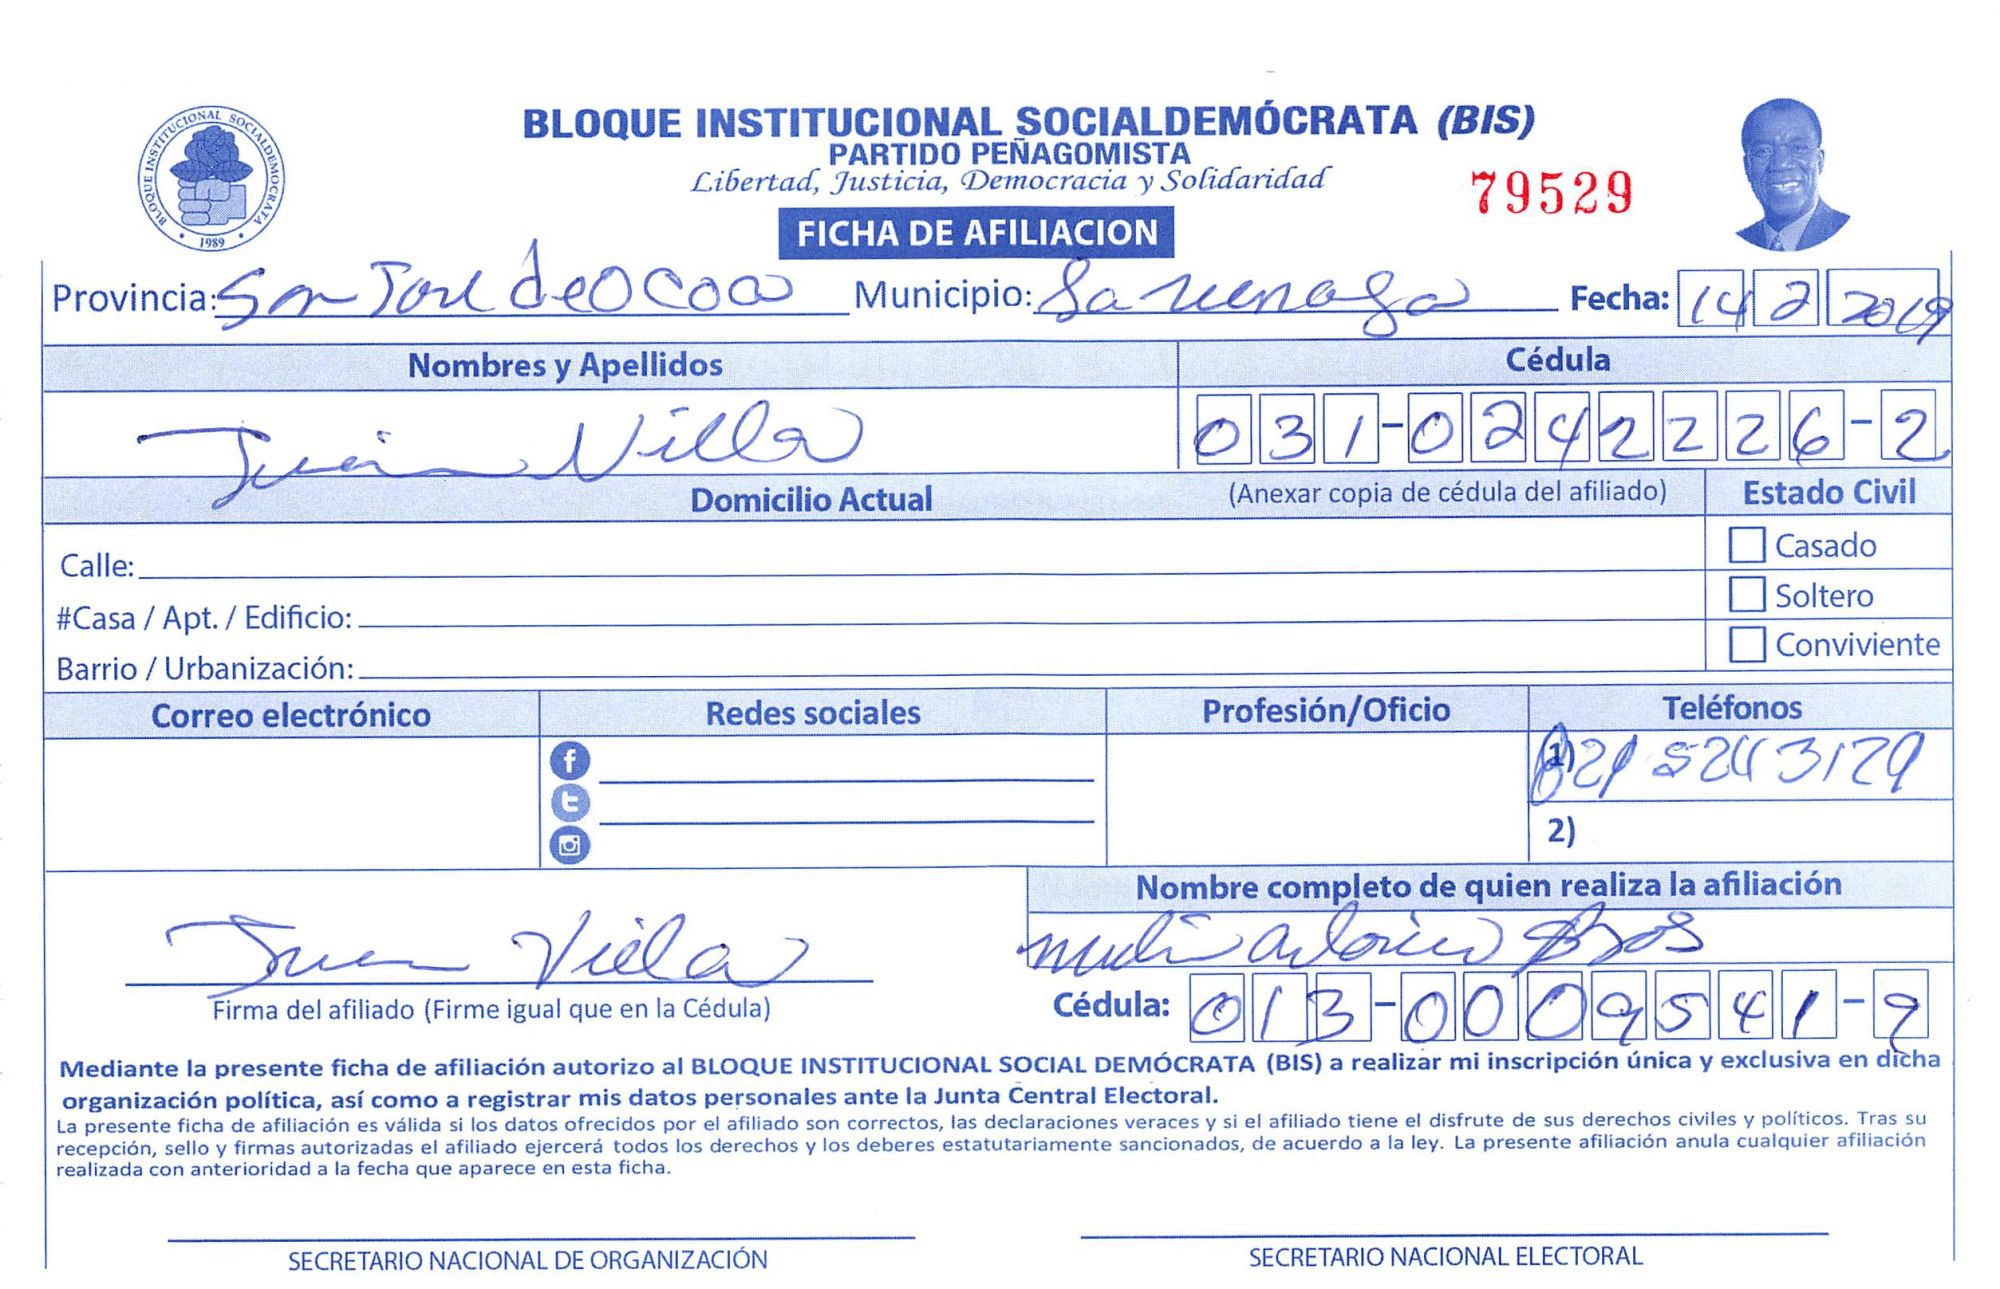 BLOQUE INSTITUCIONAL SOCIALDEMÓCRATA (BIS)
PARTIDO PEÑAGOMISTA
Libertad, Justicia, Democracia y Solidaridad
79529
BLOQUE INSTITUCIONAL SOCIALDEMOCRATA
1989
FICHA DE AFILIACION
Provincia: San José de Ocoa Municipio: Fecha: 14 2 2019
Nombres y Apellidos Cédula
Juan Villa 031-0242226-2
Domicilio Actual (Anexar copia de cédula del afiliado) Estado Civil
Calle: Casado
#Casa / Apt. / Edificio: Soltero
Barrio / Urbanización: Conviviente
Correo electrónico Redes sociales Profesión/Oficio Teléfonos
1) 829 5243129
2)
Nombre completo de quien realiza la afiliación
Juan Villa
Firma del afiliado (Firme igual que en la Cédula) Cédula: 013-0009541-9
Mediante la presente ficha de afiliación autorizo al BLOQUE INSTITUCIONAL SOCIAL DEMÓCRATA (BIS) a realizar mi inscripción única y exclusiva en dicha
organización política, así como a registrar mis datos personales ante la Junta Central Electoral.
La presente ficha de afiliación es válida si los datos ofrecidos por el afiliado son correctos, las declaraciones veraces y si el afiliado tiene el disfrute de sus derechos civiles y políticos. Tras su
recepción, sello y firmas autorizadas el afiliado ejercerá todos los derechos y los deberes estatutariamente sancionados, de acuerdo a la ley. La presente afiliación anula cualquier afiliación
realizada con anterioridad a la fecha que aparece en esta ficha.
SECRETARIO NACIONAL DE ORGANIZACIÓN SECRETARIO NACIONAL ELECTORAL